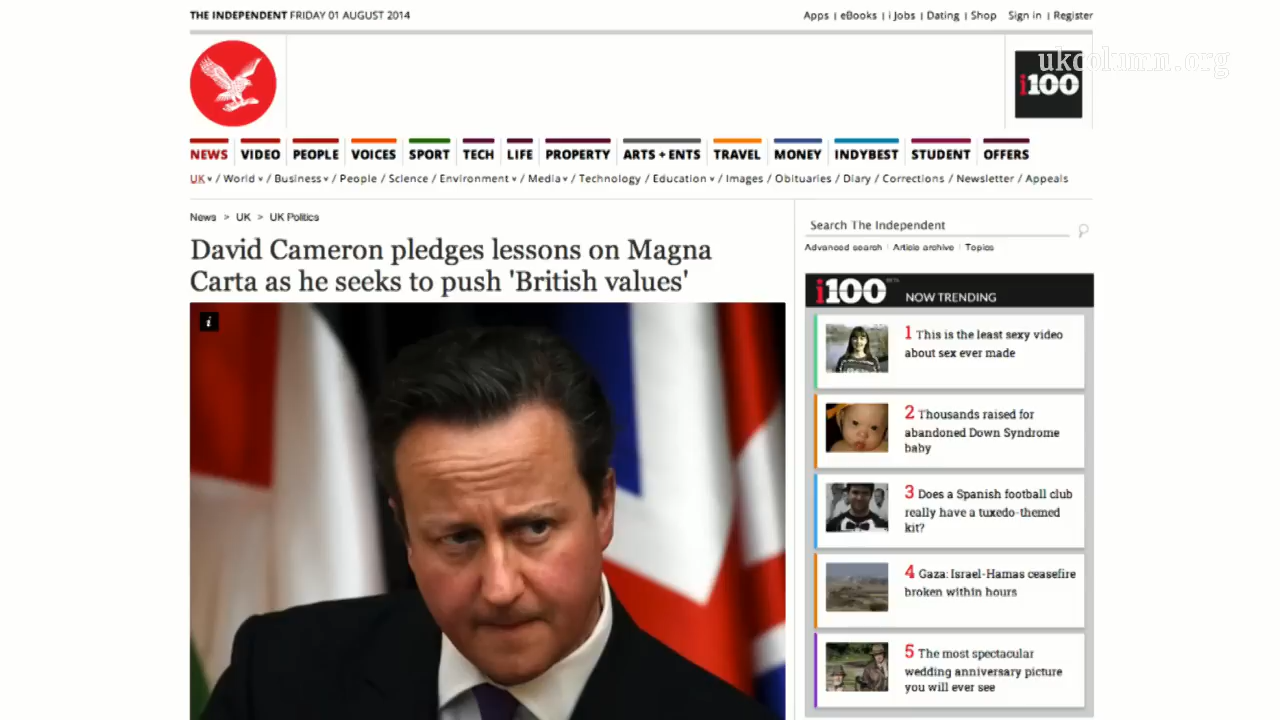 THE INDEPENDENT FRIDAY 01 AUGUST 2014
Apps | eBooks | i Jobs | Dating | Shop Sign in | Register
ukcolumn.org
i100
NEWS VIDEO PEOPLE VOICES SPORT TECH LIFE PROPERTY ARTS + ENTS TRAVEL MONEY INDYBEST STUDENT OFFERS
UK / World / Business / People / Science / Environment / Media / Technology / Education / Images / Obituaries / Diary / Corrections / Newsletter / Appeals
News > UK > UK Politics
David Cameron pledges lessons on Magna
Carta as he seeks to push 'British values'
i
Search The Independent
Advanced search | Article archive | Topics
i100 BETA NOW TRENDING
1 This is the least sexy video
about sex ever made
2 Thousands raised for
abandoned Down Syndrome
baby
3 Does a Spanish football club
really have a tuxedo-themed
kit?
4 Gaza: Israel-Hamas ceasefire
broken within hours
5 The most spectacular
wedding anniversary picture
you will ever see